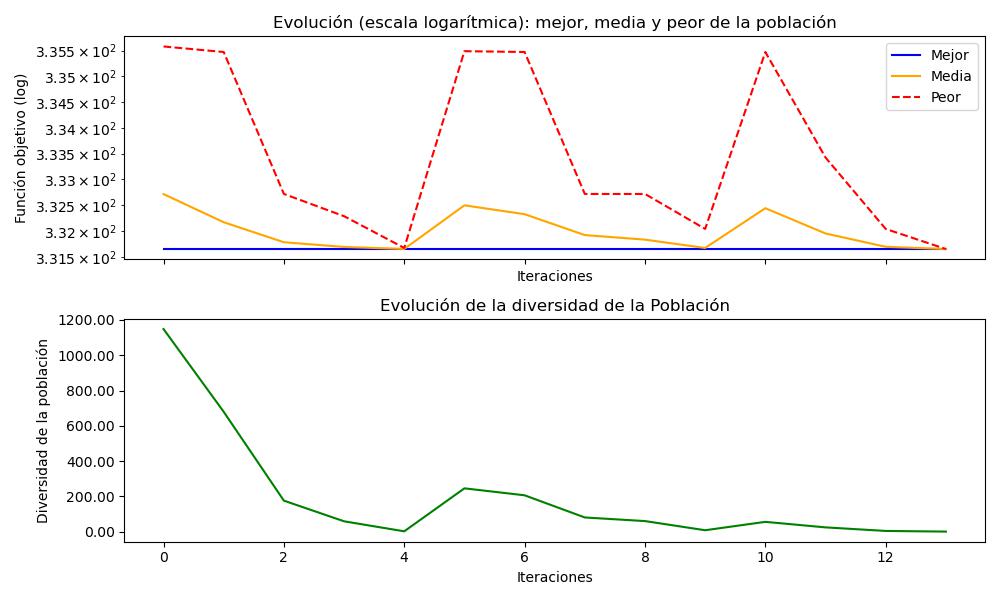 Evolución (escala logarítmica): mejor, media y peor de la población
Función objetivo (log)
3.355 × 10²
3.35 × 10²
3.345 × 10²
3.34 × 10²
3.335 × 10²
3.33 × 10²
3.325 × 10²
3.32 × 10²
3.315 × 10²
Mejor
Media
Peor
Iteraciones
Evolución de la diversidad de la Población
Diversidad de la población
1200.00
1000.00
800.00
600.00
400.00
200.00
0.00
0 2 4 6 8 10 12
Iteraciones